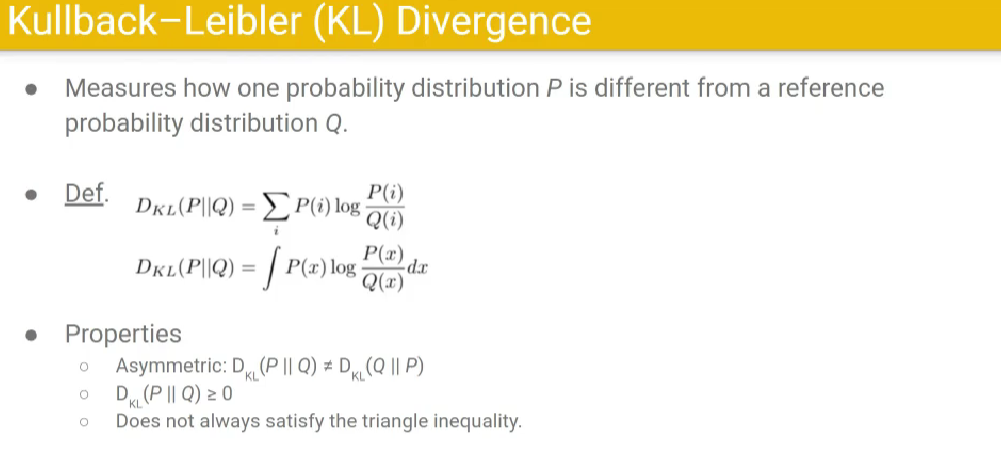 Kullback–Leibler (KL) Divergence
● Measures how one probability distribution P is different from a reference
probability distribution Q.
● Def. D_{KL}(P||Q) = \sum_i P(i) log \frac{P(i)}{Q(i)}
D_{KL}(P||Q) = \int P(x) log \frac{P(x)}{Q(x)} dx
● Properties
○ Asymmetric: D_{KL}(P || Q) ≠ D_{KL}(Q || P)
○ D_{KL}(P || Q) ≥ 0
○ Does not always satisfy the triangle inequality.